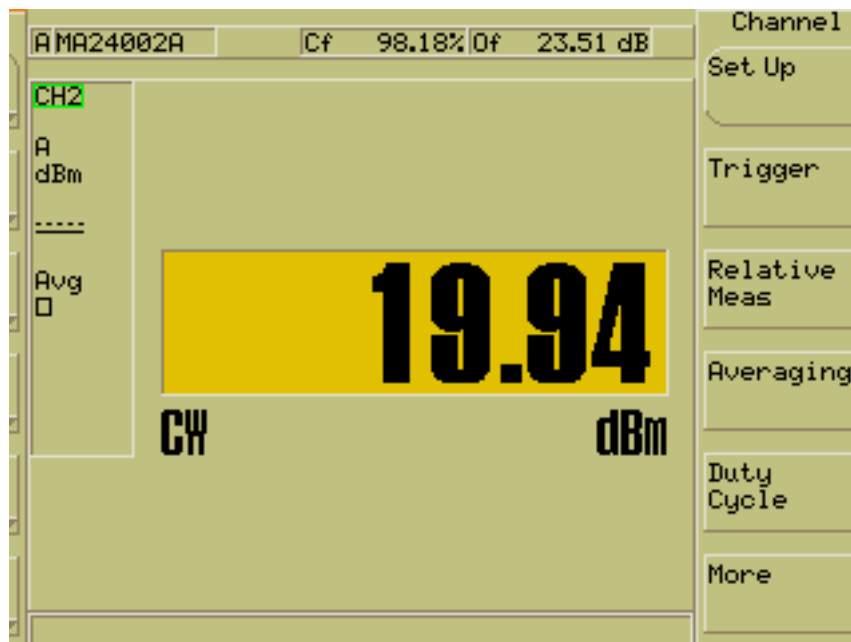 A MA24002A Cf 98.18% Of 23.51 dB
CH2
A
dBm
-----
Avg
19.94
CW dBm
Channel
Set Up
Trigger
Relative
Meas
Averaging
Duty
Cycle
More